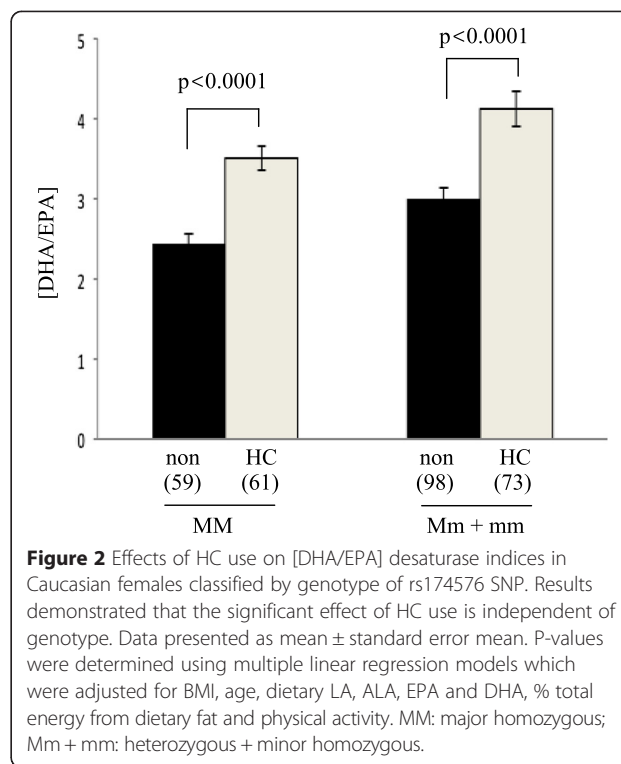 5
4
3
2
1
0
[DHA/EPA]
p<0.0001
p<0.0001
non HC non HC
(59) (61) (98) (73)
MM Mm + mm
Figure 2 Effects of HC use on [DHA/EPA] desaturase indices in
Caucasian females classified by genotype of rs174576 SNP. Results
demonstrated that the significant effect of HC use is independent of
genotype. Data presented as mean ± standard error mean. P-values
were determined using multiple linear regression models which
were adjusted for BMI, age, dietary LA, ALA, EPA and DHA, % total
energy from dietary fat and physical activity. MM: major homozygous;
Mm + mm: heterozygous + minor homozygous.